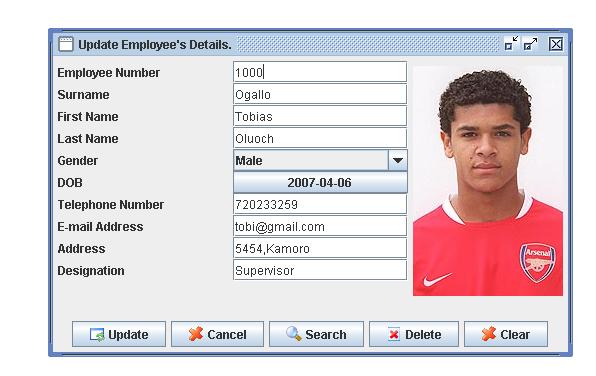 Update Employee's Details.
Employee Number 1000
Surname Ogallo
First Name Tobias
Last Name Oluoch
Gender Male
DOB 2007-04-06
Telephone Number 720233259
E-mail Address tobi@gmail.com
Address 5454,Kamoro
Designation Supervisor
Arsenal
Update Cancel Search Delete Clear